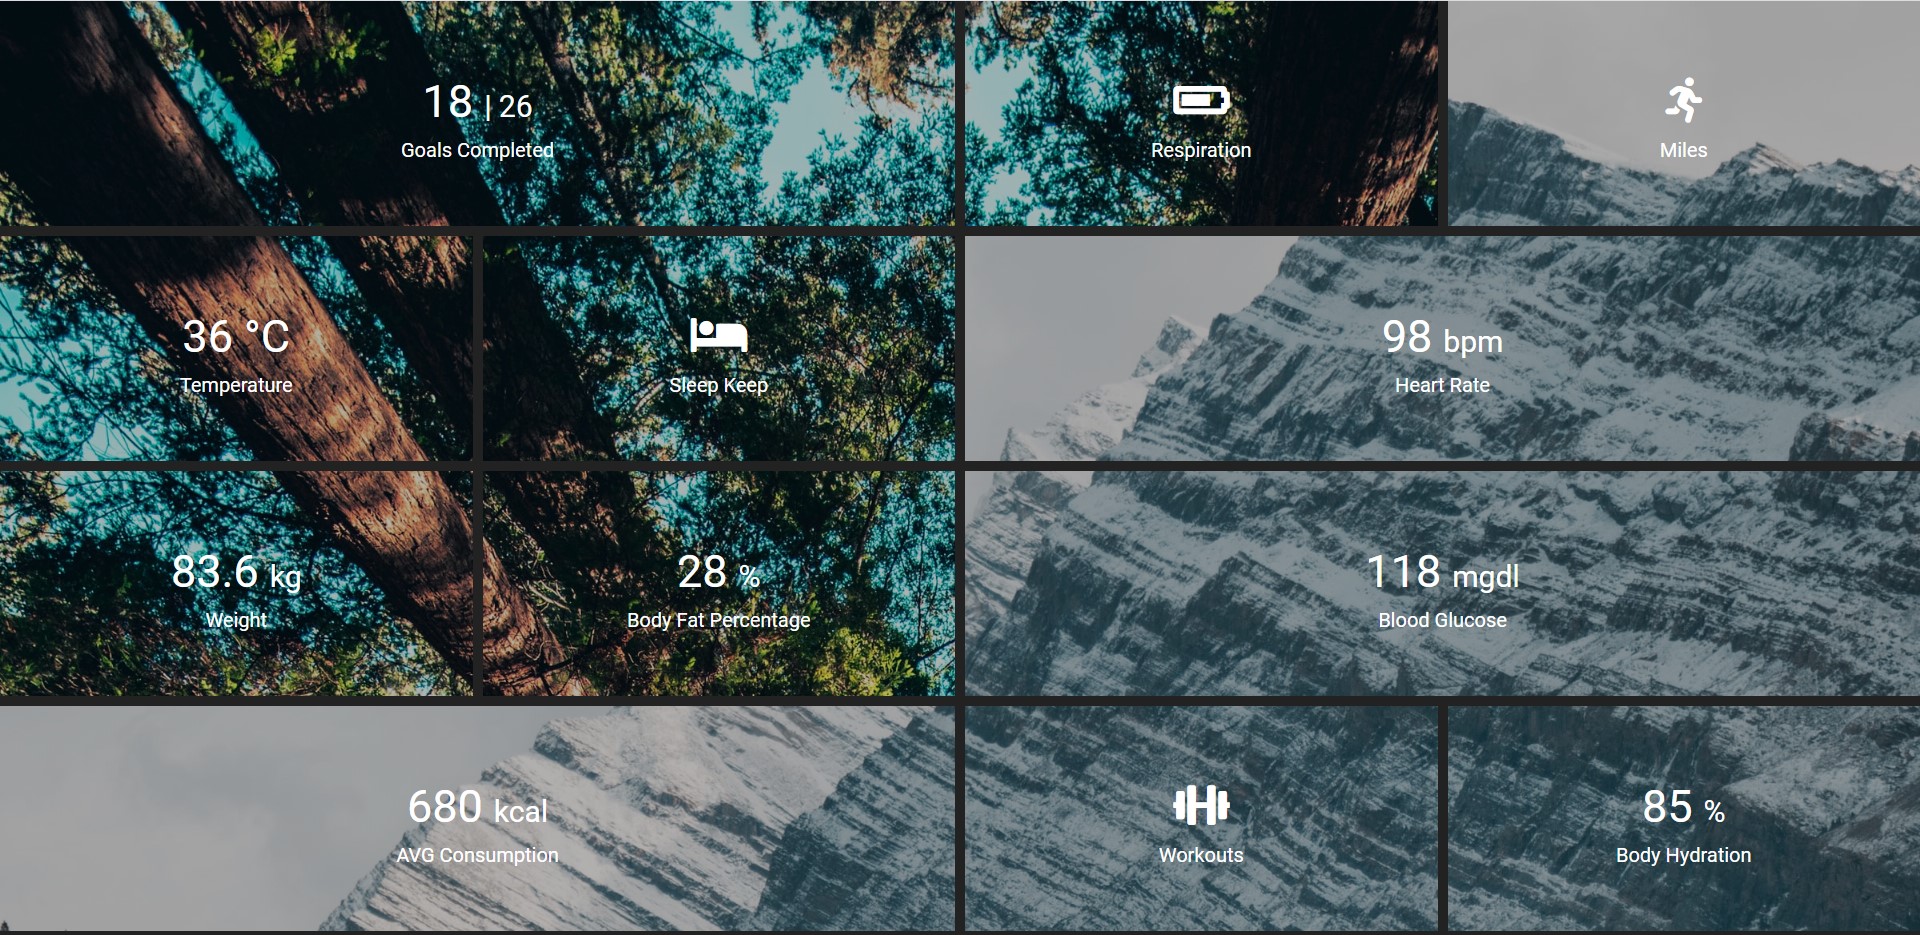 18 | 26
Goals Completed
Respiration
Miles
36 °C
Temperature
Sleep Keep
98 bpm
Heart Rate
83.6 kg
Weight
28 %
Body Fat Percentage
118 mgdl
Blood Glucose
680 kcal
AVG Consumption
Workouts
85 %
Body Hydration